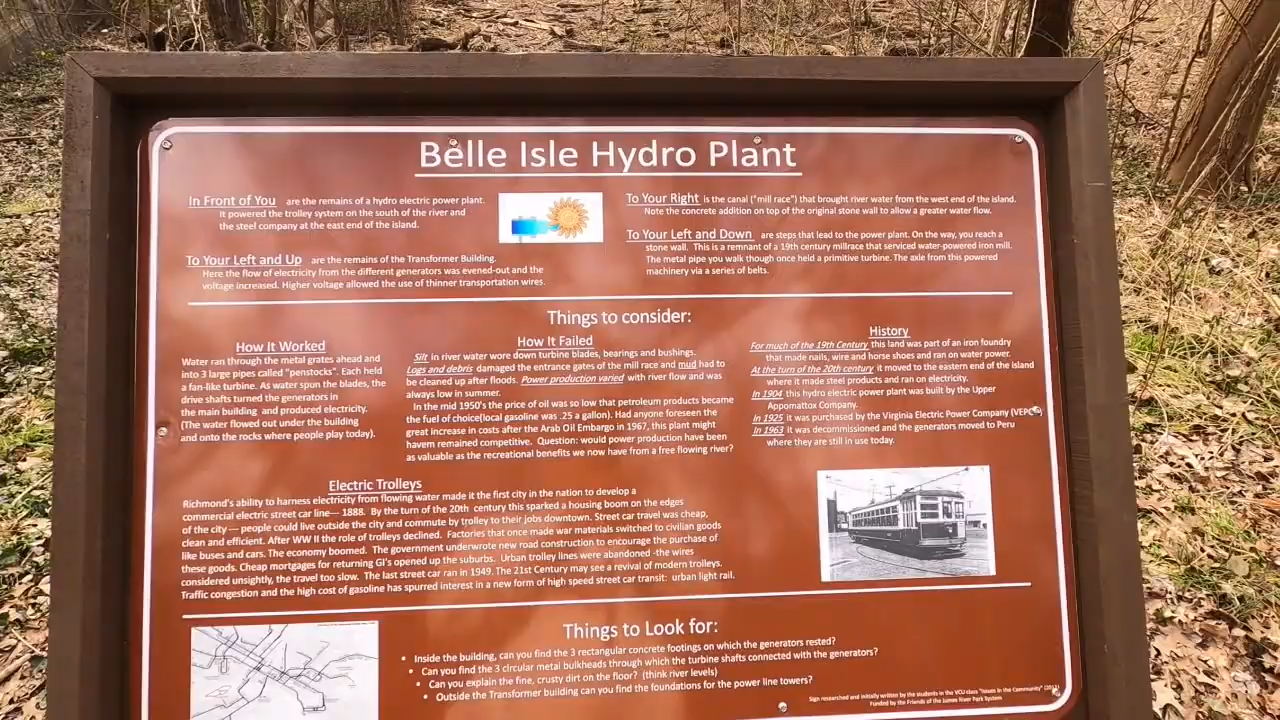 Belle Isle Hydro Plant
In Front of You are the remains of a hydro electric power plant.
It powered the trolley system on the south of the river and
the steel company at the east end of the island.
To Your Left and Up are the remains of the Transformer Building.
Here the flow of electricity from the different generators was evened-out and the
voltage increased. Higher voltage allowed the use of thinner transportation wires.
To Your Right is the canal ("mill race") that brought river water from the west end of the island.
Note the concrete addition on top of the original stone wall to allow a greater water flow.
To Your Left and Down are steps that lead to the power plant. On the way, you reach a
stone wall. This is a remnant of a 19th century millrace that serviced water-powered iron mill.
The metal pipe you walk though once held a primitive turbine. The axle from this powered
machinery via a series of belts.
Things to consider:
How It Worked
Water ran through the metal grates ahead and
into 3 large pipes called "penstocks". Each held
a fan-like turbine. As water spun the blades, the
drive shafts turned the generators in
the main building and produced electricity.
(The water flowed out under the building
and onto the rocks where people play today).
How It Failed
Silt in river water wore down turbine blades, bearings and bushings.
Logs and debris damaged the entrance gates of the mill race and mud had to
be cleaned up after floods. Power production varied with river flow and was
always low in summer.
In the mid 1950's the price of oil was so low that petroleum products became
the fuel of choice(local gasoline was .25 a gallon). Had anyone foreseen the
great increase in costs after the Arab Oil Embargo in 1967, this plant might
havem remained competitive. Question: would power production have been
as valuable as the recreational benefits we now have from a free flowing river?
History
For much of the 19th Century this land was part of an iron foundry
that made nails, wire and horse shoes and ran on water power.
At the turn of the 20th century it moved to the eastern end of the island
where it made steel products and ran on electricity.
In 1904 this hydro electric power plant was built by the Upper
Appomattox Company.
In 1925 it was purchased by the Virginia Electric Power Company (VEPCO)
In 1963 it was decommissioned and the generators moved to Peru
where they are still in use today.
Electric Trolleys
Richmond's ability to harness electricity from flowing water made it the first city in the nation to develop a
commercial electric street car line— 1888. By the turn of the 20th century this sparked a housing boom on the edges
of the city — people could live outside the city and commute by trolley to their jobs downtown. Street car travel was cheap,
clean and efficient. After WW II the role of trolleys declined. Factories that once made war materials switched to civilian goods
like buses and cars. The economy boomed. The government underwrote new road construction to encourage the purchase of
these goods. Cheap mortgages for returning GI's opened up the suburbs. Urban trolley lines were abandoned -the wires
considered unsightly, the travel too slow. The last street car ran in 1949. The 21st Century may see a revival of modern trolleys.
Traffic congestion and the high cost of gasoline has spurred interest in a new form of high speed street car transit: urban light rail.
Things to Look for:
• Inside the building, can you find the 3 rectangular concrete footings on which the generators rested?
• Can you find the 3 circular metal bulkheads through which the turbine shafts connected with the generators?
• Can you explain the fine, crusty dirt on the floor? (think river levels)
• Outside the Transformer building can you find the foundations for the power line towers?
Sign researched and initially written by the students in the VCU class "Issues in the Community"
Funded by the Friends of the James River Park System